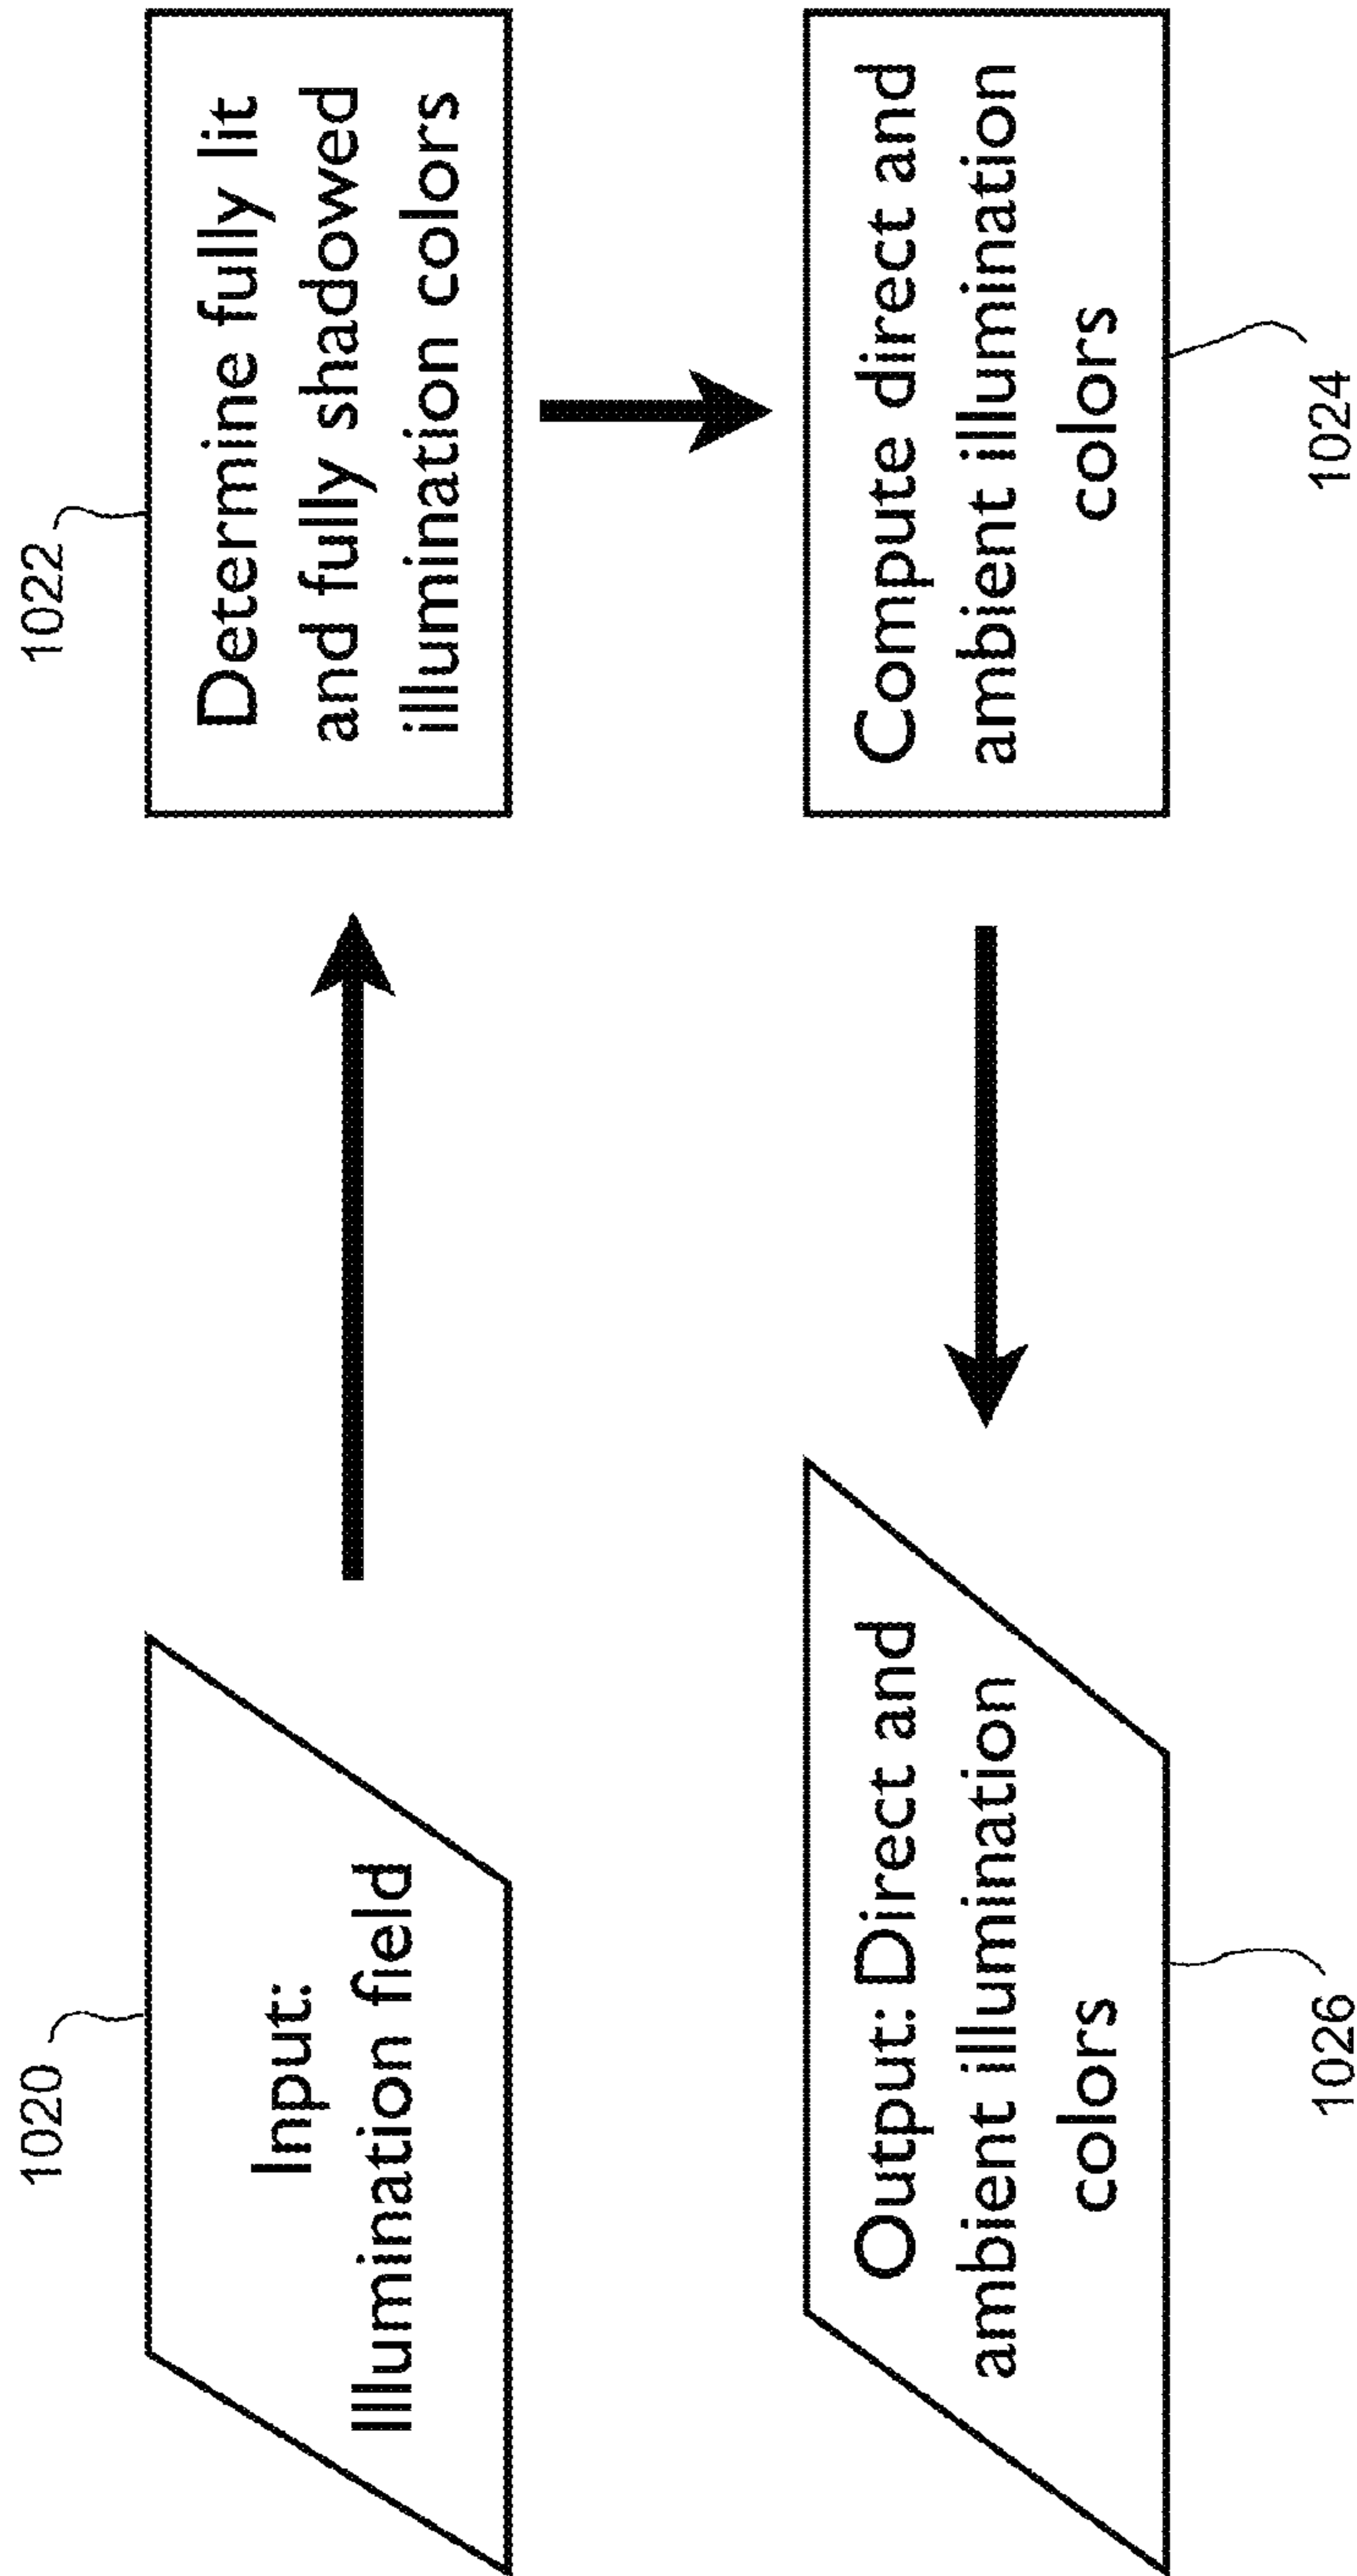 1020
Input:
Illumination field
1022
Determine fully lit
and fully shadowed
illumination colors
Compute direct and
ambient illumination
colors
1024
Output: Direct and
ambient illumination
colors
1026